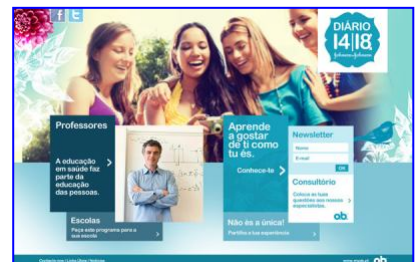 DIÁRIO
14|18
Johnson & Johnson
Professores
A educação
em saúde faz
parte da
educação
das pessoas.
Escolas
Peça este programa para a
sua escola
Aprende
a gostar
de ti como
tu és.
Conhece-te
Não és a única!
Partilha a tua experiência
Newsletter
Nome
E-mail
OK
Consultório
Coloca as tuas
questões aos nossos
especialistas.
o.b.
o.b.